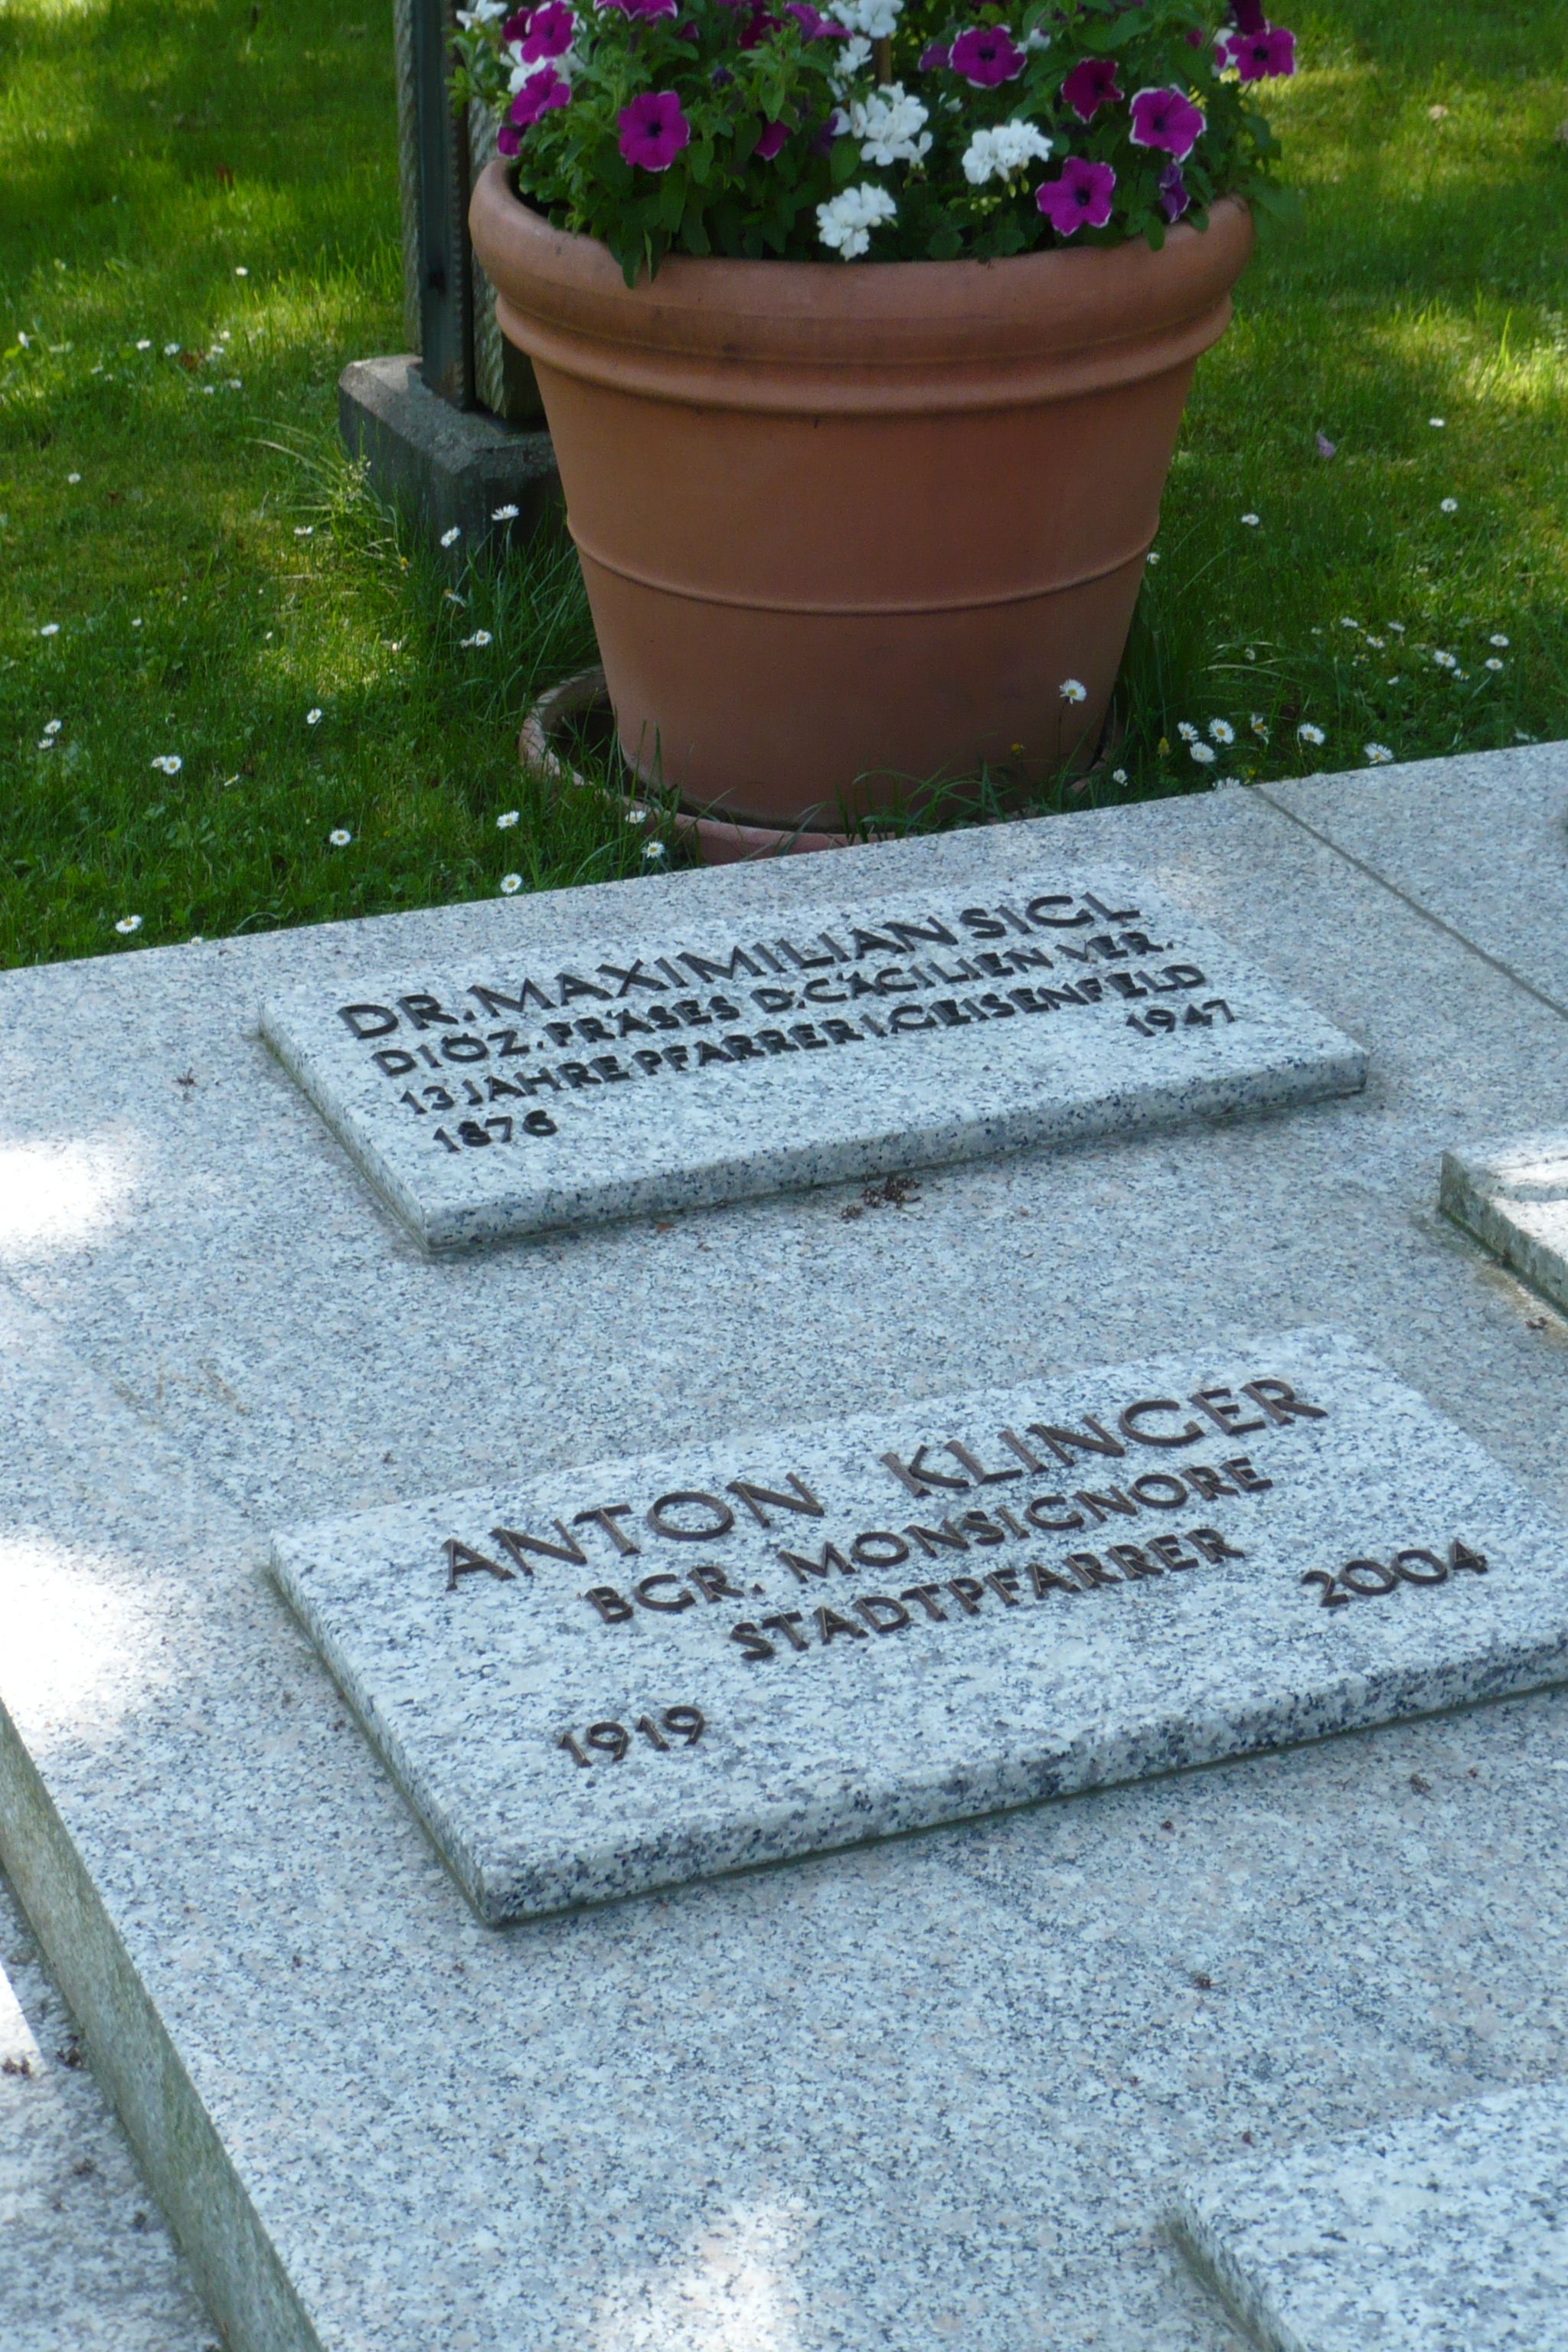 DR. MAXIMILIAN SIGL
DIÖZ. PRÄSES D. CÄCILIEN VER.
13 JAHRE PFARRER I. GEISENFELD
1876 1947
ANTON KLINGER
BGR. MONSIGNORE
STADTPFARRER
1919 2004